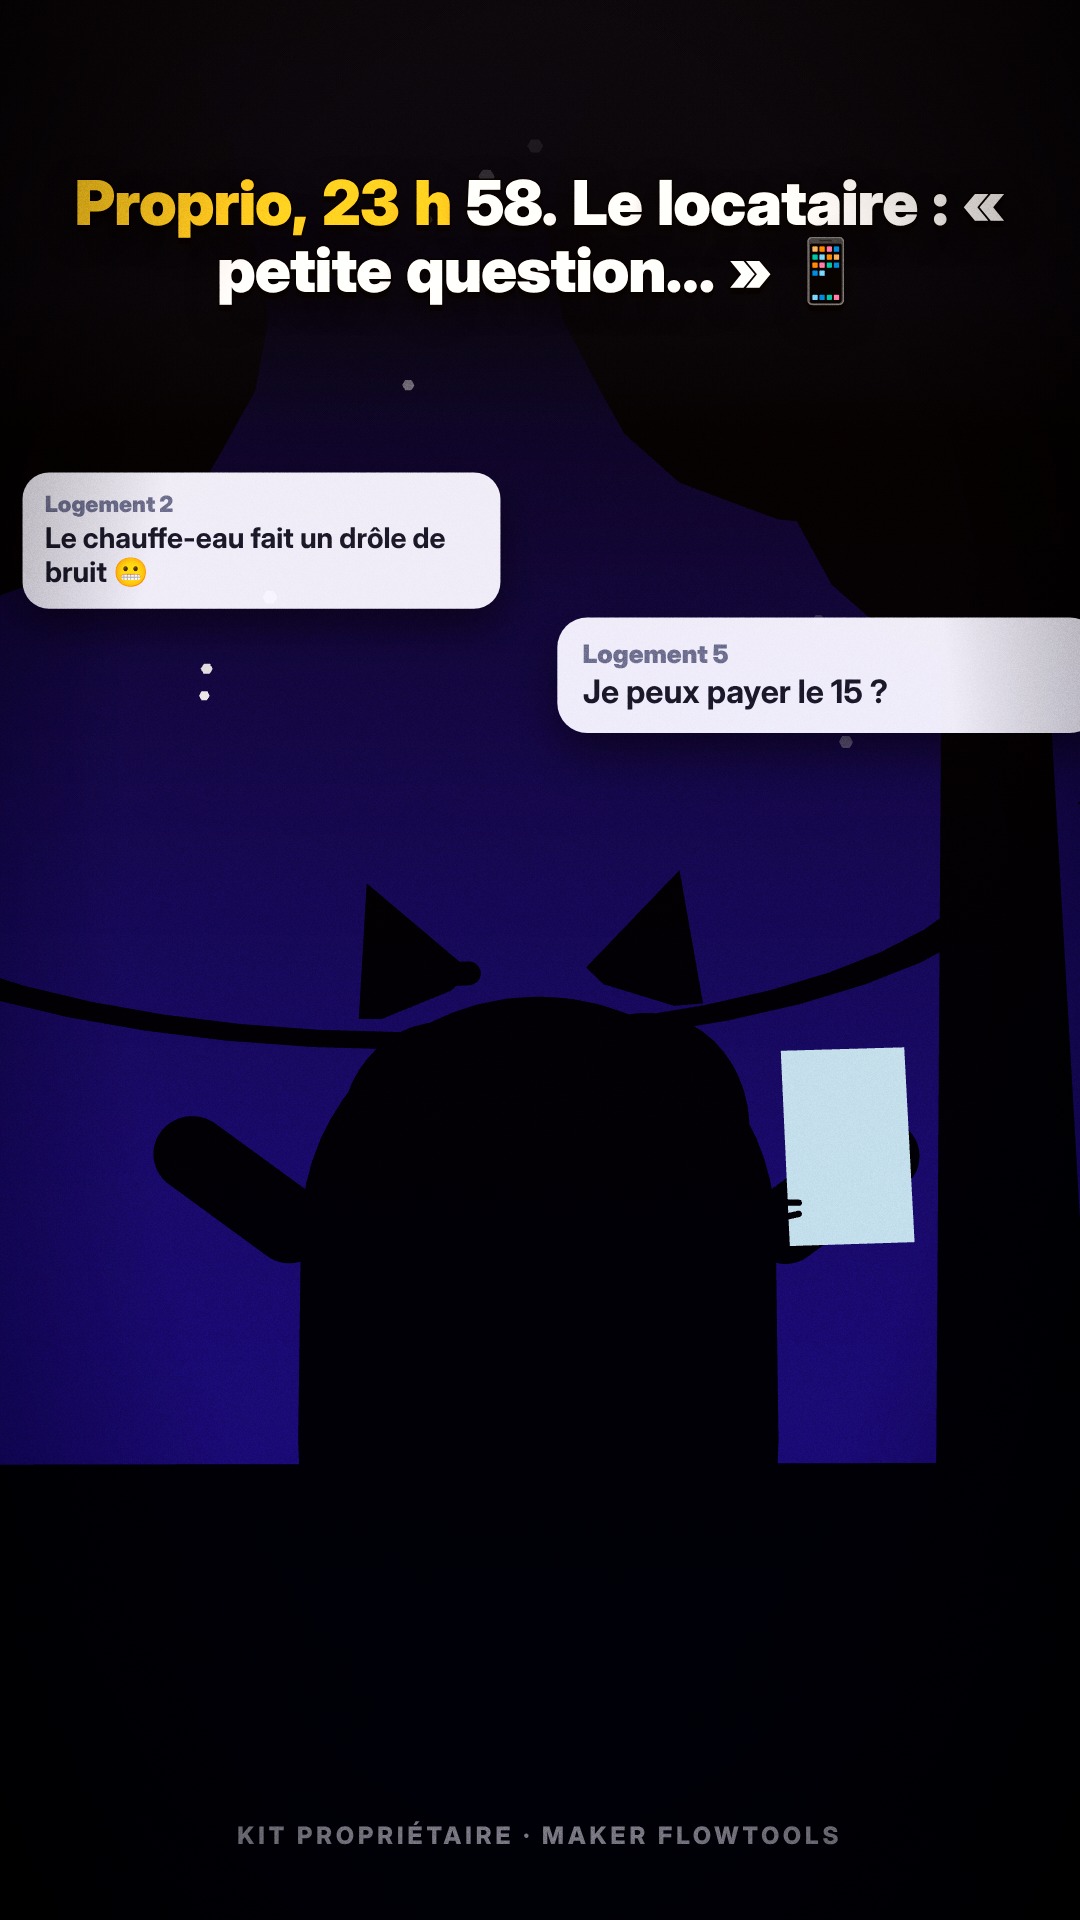 Proprio, 23 h 58. Le locataire : «
petite question... » 📱
Logement 2
Le chauffe-eau fait un drôle de
bruit 😬
Logement 5
Je peux payer le 15 ?
KIT PROPRIÉTAIRE · MAKER FLOWTOOLS